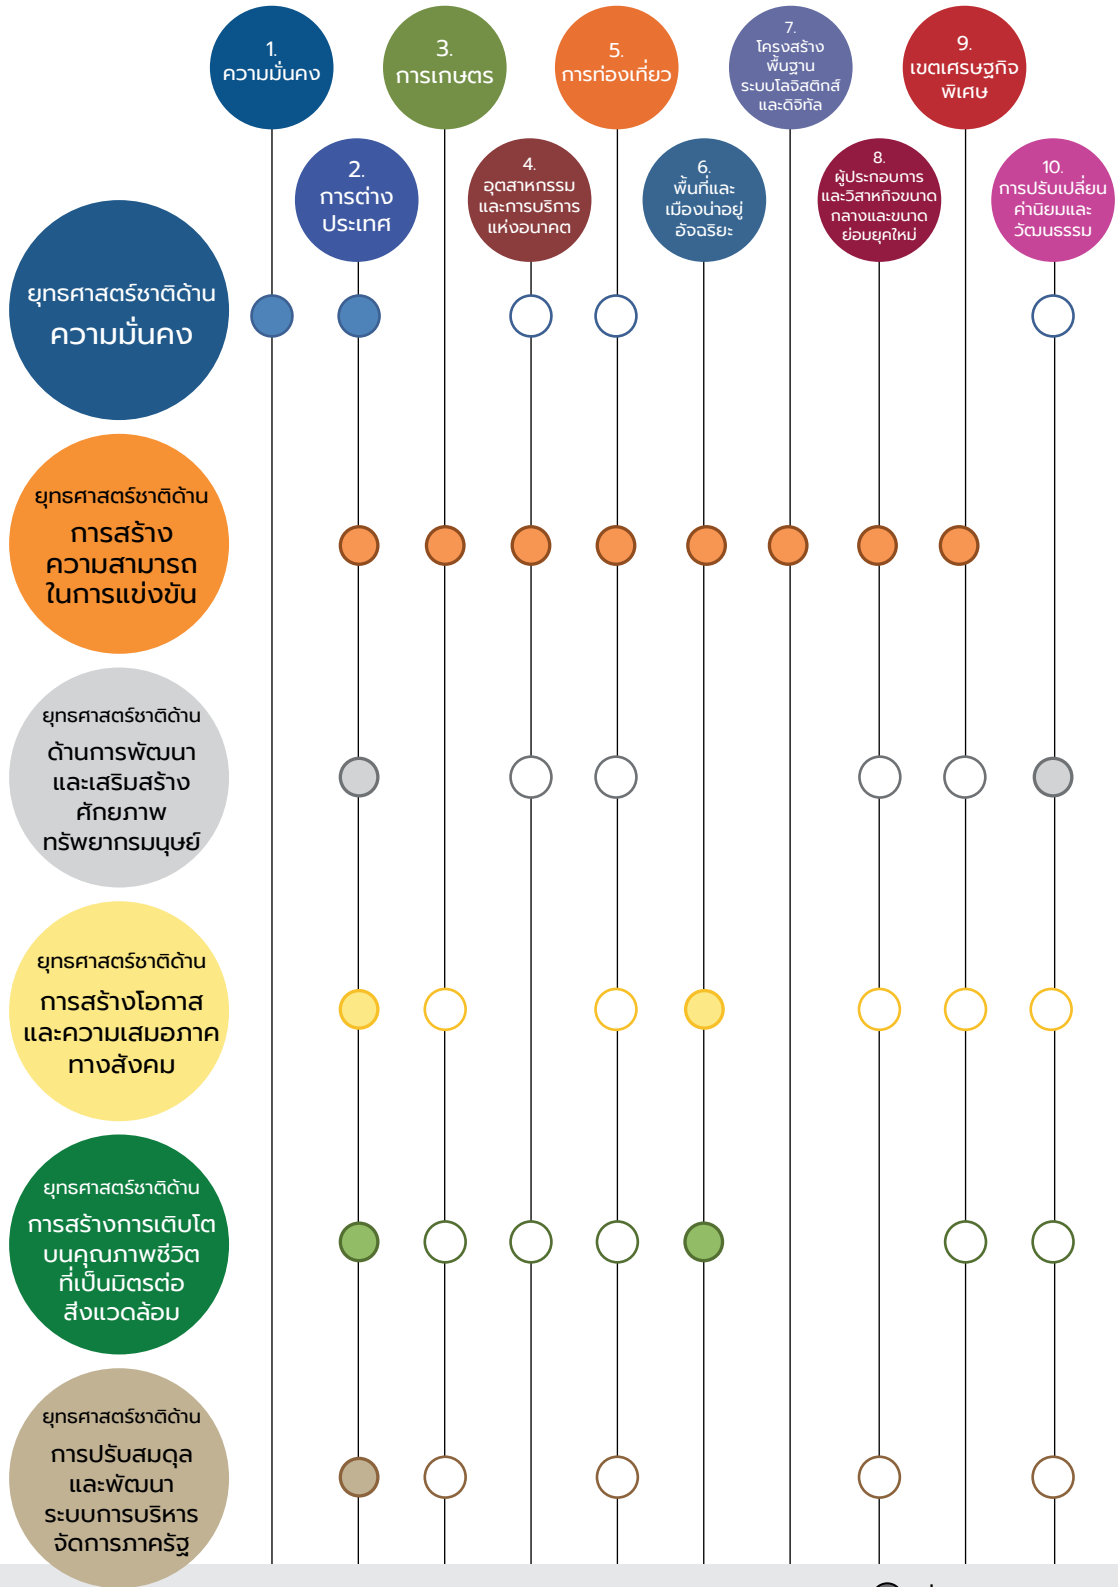 1.
ความมั่นคง
3.
การเกษตร
5.
การท่องเที่ยว
7.
โครงสร้าง
พื้นฐาน
ระบบโลจิสติกส์
และดิจิทัล
9.
เขตเศรษฐกิจ
พิเศษ
2.
การต่าง
ประเทศ
4.
อุตสาหกรรม
และการบริการ
แห่งอนาคต
6.
พื้นที่และ
เมืองน่าอยู่
อัจฉริยะ
8.
ผู้ประกอบการ
และวิสาหกิจขนาด
กลางและขนาด
ย่อมยุคใหม่
10.
การปรับเปลี่ยน
ค่านิยมและ
วัฒนธรรม
ยุทธศาสตร์ชาติด้าน
ความมั่นคง
ยุทธศาสตร์ชาติด้าน
การสร้าง
ความสามารถ
ในการแข่งขัน
ยุทธศาสตร์ชาติด้าน
ด้านการพัฒนา
และเสริมสร้าง
ศักยภาพ
ทรัพยากรมนุษย์
ยุทธศาสตร์ชาติด้าน
การสร้างโอกาส
และความเสมอภาค
ทางสังคม
ยุทธศาสตร์ชาติด้าน
การสร้างการเติบโต
บนคุณภาพชีวิต
ที่เป็นมิตรต่อ
สิ่งแวดล้อม
ยุทธศาสตร์ชาติด้าน
การปรับสมดุล
และพัฒนา
ระบบการบริหาร
จัดการภาครัฐ